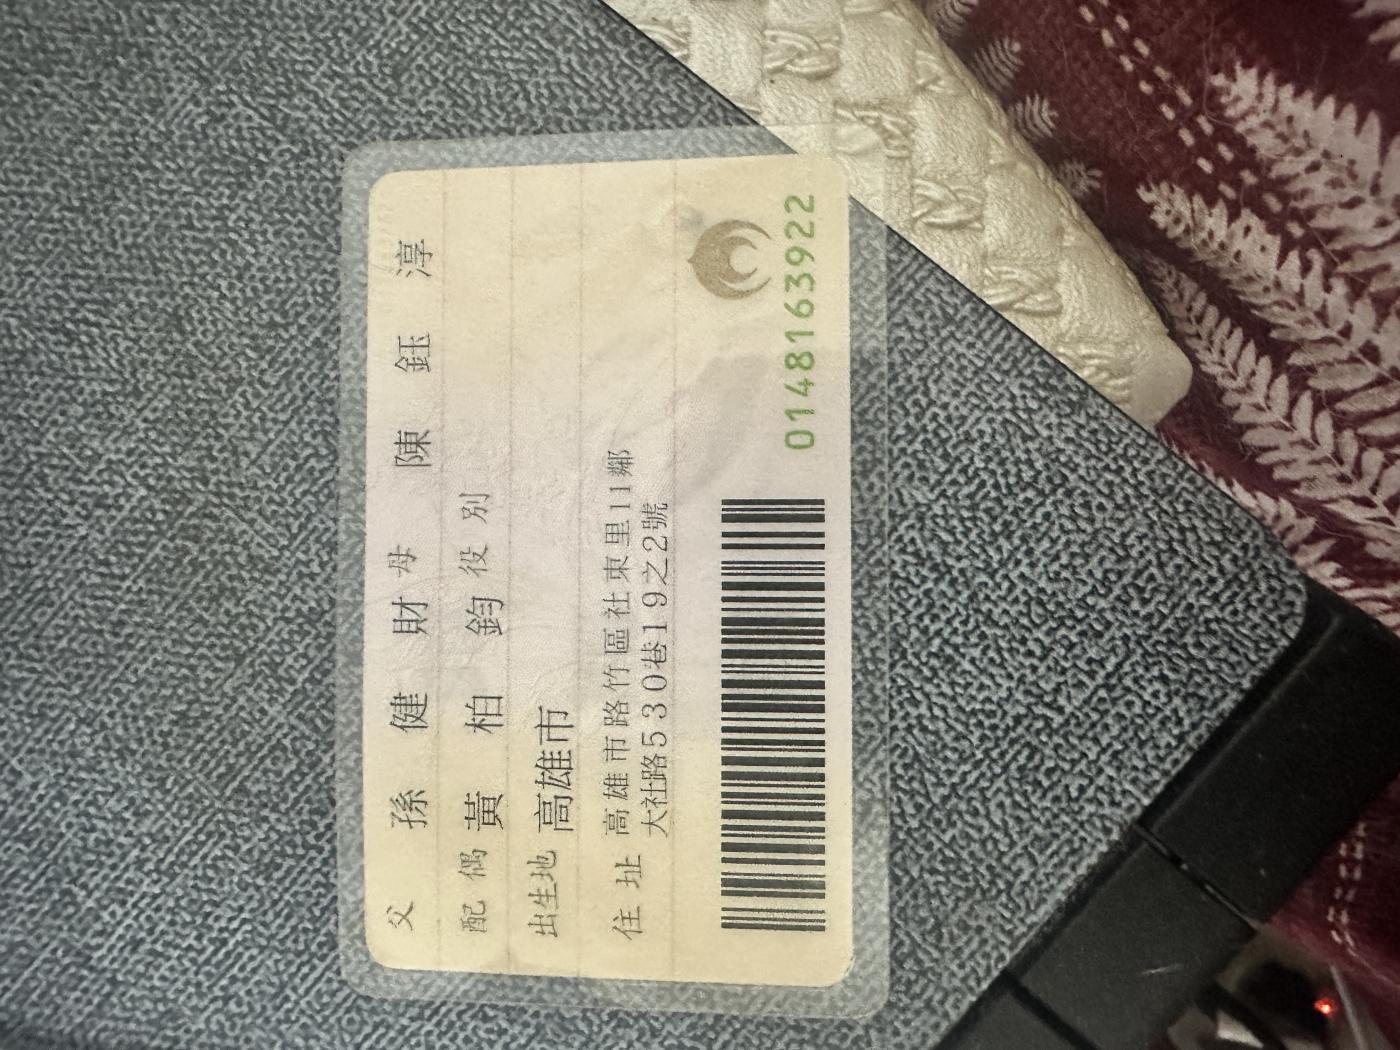 父 孫健財 母 陳鈺淳
配偶 黃柏鈞 役別
出生地 高雄市
住址 高雄市路竹區社東里11鄰
大社路530巷19之2號
0148163922